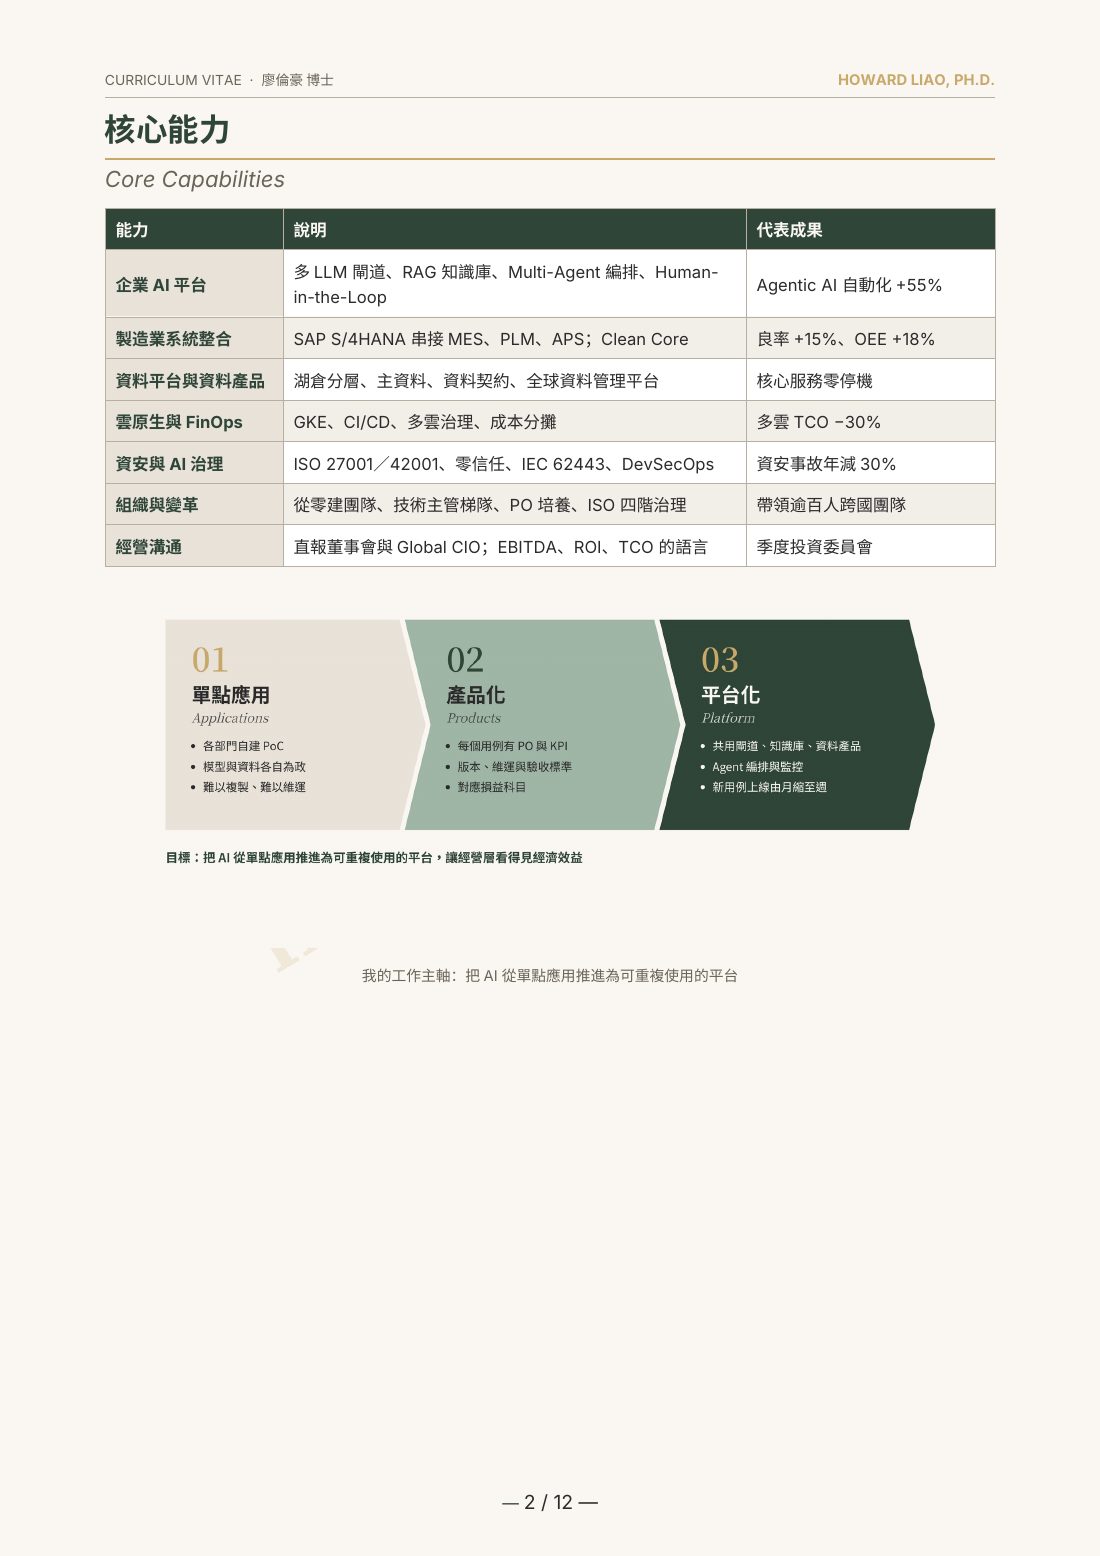 CURRICULUM VITAE · 廖倫豪 博士
HOWARD LIAO, PH.D.
核心能力
Core Capabilities
能力 說明 代表成果
企業 AI 平台 多 LLM 閘道、RAG 知識庫、Multi-Agent 編排、Human-
in-the-Loop Agentic AI 自動化 +55%
製造業系統整合 SAP S/4HANA 串接 MES、PLM、APS；Clean Core 良率 +15%、OEE +18%
資料平台與資料產品 湖倉分層、主資料、資料契約、全球資料管理平台 核心服務零停機
雲原生與 FinOps GKE、CI/CD、多雲治理、成本分攤 多雲 TCO −30%
資安與 AI 治理 ISO 27001／42001、零信任、IEC 62443、DevSecOps 資安事故年減 30%
組織與變革 從零建團隊、技術主管梯隊、PO 培養、ISO 四階治理 帶領逾百人跨國團隊
經營溝通 直報董事會與 Global CIO；EBITDA、ROI、TCO 的語言 季度投資委員會
01
單點應用
Applications
• 各部門自建 PoC
• 模型與資料各自為政
• 難以複製、難以維運
02
產品化
Products
• 每個用例有 PO 與 KPI
• 版本、維運與驗收標準
• 對應損益科目
03
平台化
Platform
• 共用閘道、知識庫、資料產品
• Agent 編排與監控
• 新用例上線由月縮至週
目標：把 AI 從單點應用推進為可重複使用的平台，讓經營層看得見經濟效益
我的工作主軸：把 AI 從單點應用推進為可重複使用的平台
— 2 / 12 —